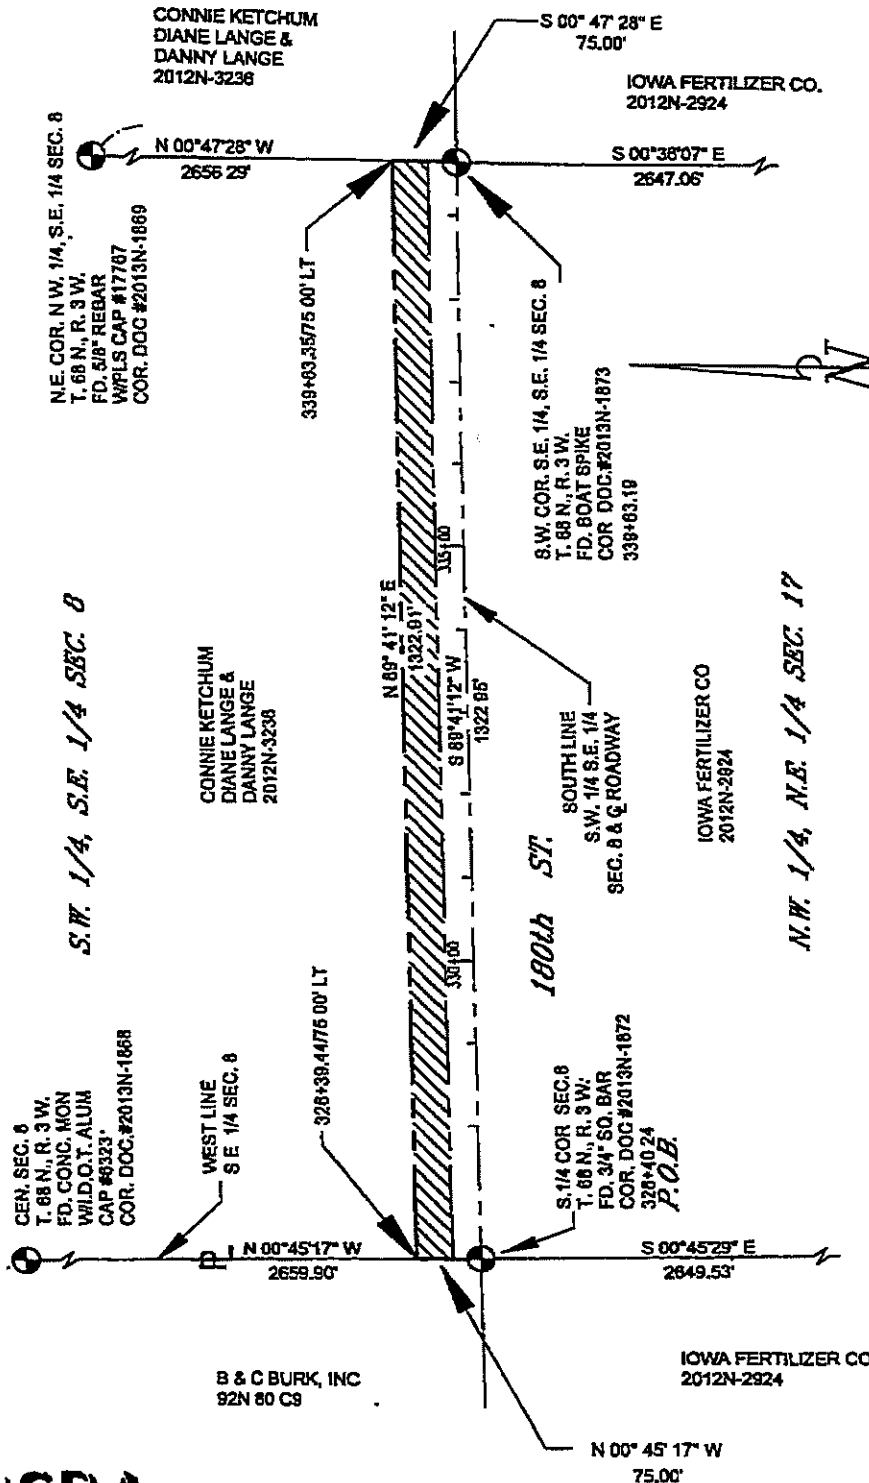 CONNIE KETCHUM
DIANE LANGE &
DANNY LANGE
2012N-3236
S 00° 47' 28" E
75.00'
IOWA FERTILIZER CO.
2012N-2924
N 00°47'28" W
2656 29'
S 00°38'07" E
2647.06'
N.E. COR. N W. 1/4, S.E. 1/4 SEC. 8
T. 68 N., R. 3 W.
FD. 5/8" REBAR
W/PLS CAP #17767
COR. DOC #2013N-1869
339+63.35/75 00' LT
S.W. COR. S.E. 1/4, S.E. 1/4 SEC. 8
T. 68 N., R. 3 W.
FD. BOAT SPIKE
COR DOC.#2013N-1873
339+63.19
S.W. 1/4, S.E. 1/4 SEC. 8
CONNIE KETCHUM
DIANE LANGE &
DANNY LANGE
2012N-3236
N 89° 41' 12" E
1322.91'
335+00
S 89°41'12" W
1322 95'
330+00
SOUTH LINE
S.W. 1/4 S.E. 1/4
SEC. 8 & ROADWAY
180th ST.
IOWA FERTILIZER CO
2012N-2924
N.W. 1/4, N.E. 1/4 SEC. 17
N
CEN. SEC. 8
T. 68 N., R. 3 W.
FD. CONC. MON
W/I.D.O.T. ALUM
CAP #6323'
COR. DOC.#2013N-1868
WEST LINE
S E 1/4 SEC. 8
326+39.44/75 00' LT
S.1/4 COR SEC.8
T. 68 N., R. 3 W.
FD. 3/4" SQ. BAR
COR. DOC #2013N-1872
326+40 24
P.O.B.
N 00°45'17" W
2659.90'
S 00°45'29" E
2649.53'
B & C BURK, INC
92N 80 C9
IOWA FERTILIZER CO
2012N-2924
N 00° 45' 17" W
75.00'